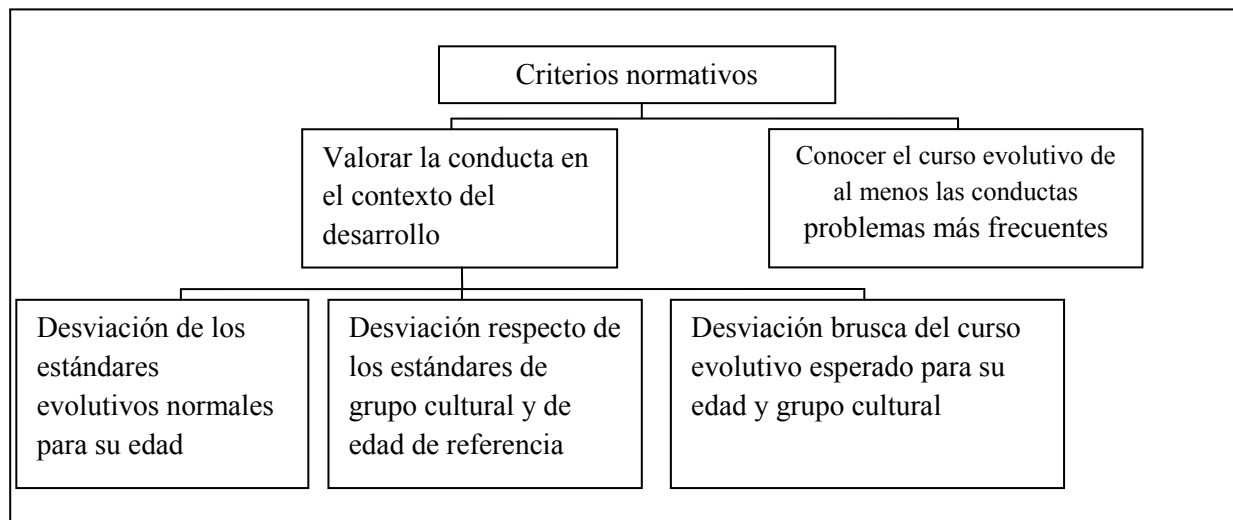 Criterios normativos
Valorar la conducta en
el contexto del
desarrollo
Conocer el curso evolutivo de
al menos las conductas
problemas más frecuentes
Desviación de los
estándares
evolutivos normales
para su edad
Desviación respecto de
los estándares de
grupo cultural y de
edad de referencia
Desviación brusca del curso
evolutivo esperado para su
edad y grupo cultural